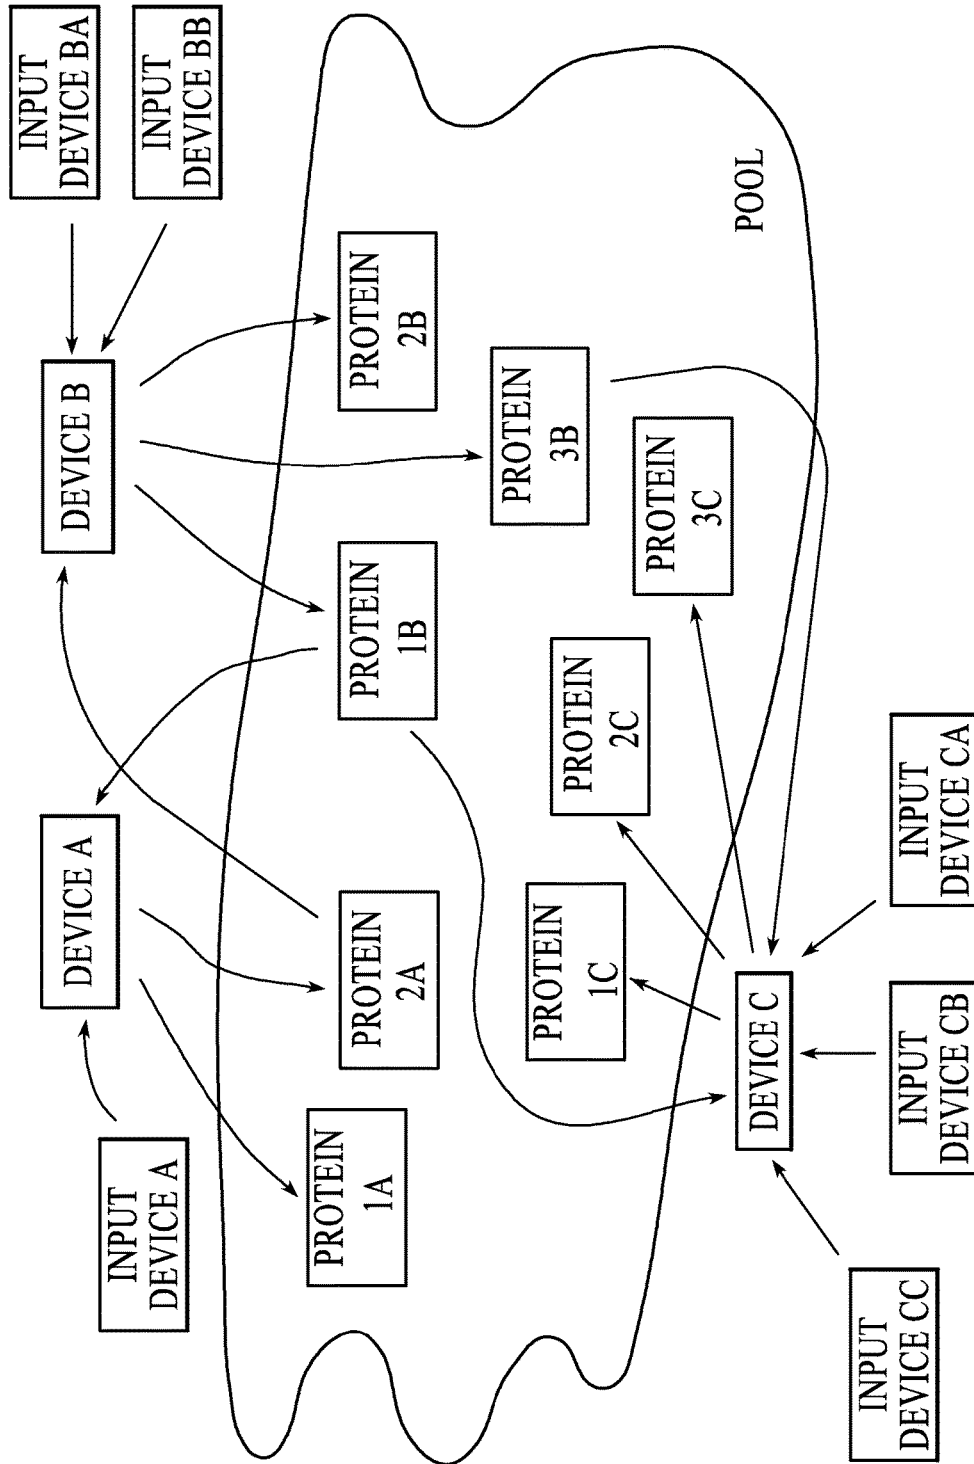 INPUT
DEVICE A
DEVICE A
DEVICE B
INPUT
DEVICE BA
INPUT
DEVICE BB
PROTEIN
1A
PROTEIN
2A
PROTEIN
1B
PROTEIN
2B
PROTEIN
3B
PROTEIN
1C
PROTEIN
2C
PROTEIN
3C
POOL
DEVICE C
INPUT
DEVICE CC
INPUT
DEVICE CB
INPUT
DEVICE CA